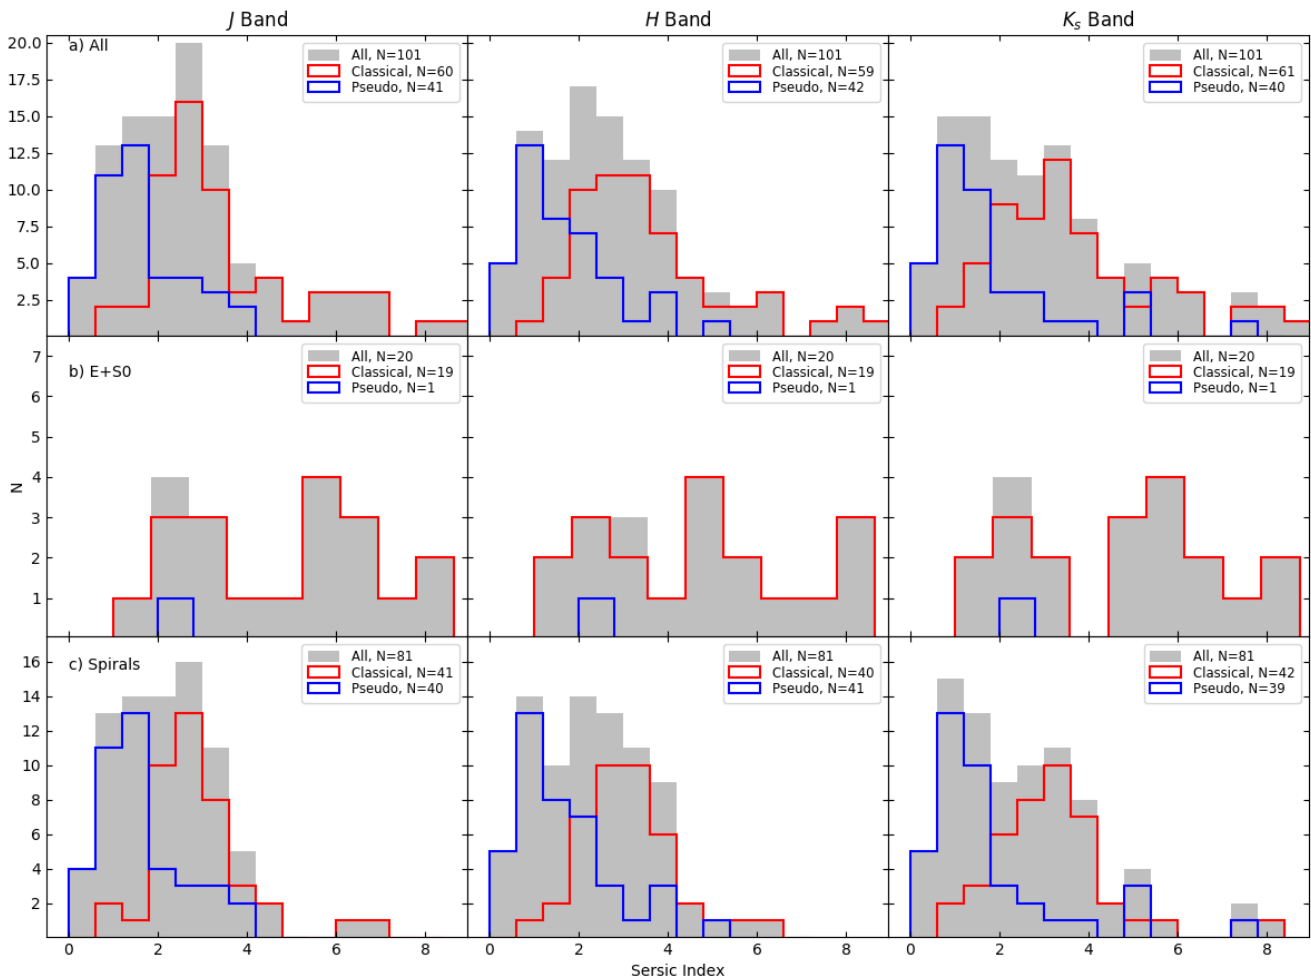 J Band H Band Ks Band
a) All
All, N=101
Classical, N=60
Pseudo, N=41
All, N=101
Classical, N=59
Pseudo, N=42
All, N=101
Classical, N=61
Pseudo, N=40
20.0
17.5
15.0
12.5
10.0
7.5
5.0
2.5
b) E+S0
All, N=20
Classical, N=19
Pseudo, N=1
All, N=20
Classical, N=19
Pseudo, N=1
All, N=20
Classical, N=19
Pseudo, N=1
7
6
5
4
3
2
1
N
c) Spirals
All, N=81
Classical, N=41
Pseudo, N=40
All, N=81
Classical, N=40
Pseudo, N=41
All, N=81
Classical, N=42
Pseudo, N=39
16
14
12
10
8
6
4
2
0 2 4 6 8 0 2 4 6 8 0 2 4 6 8
Sersic Index